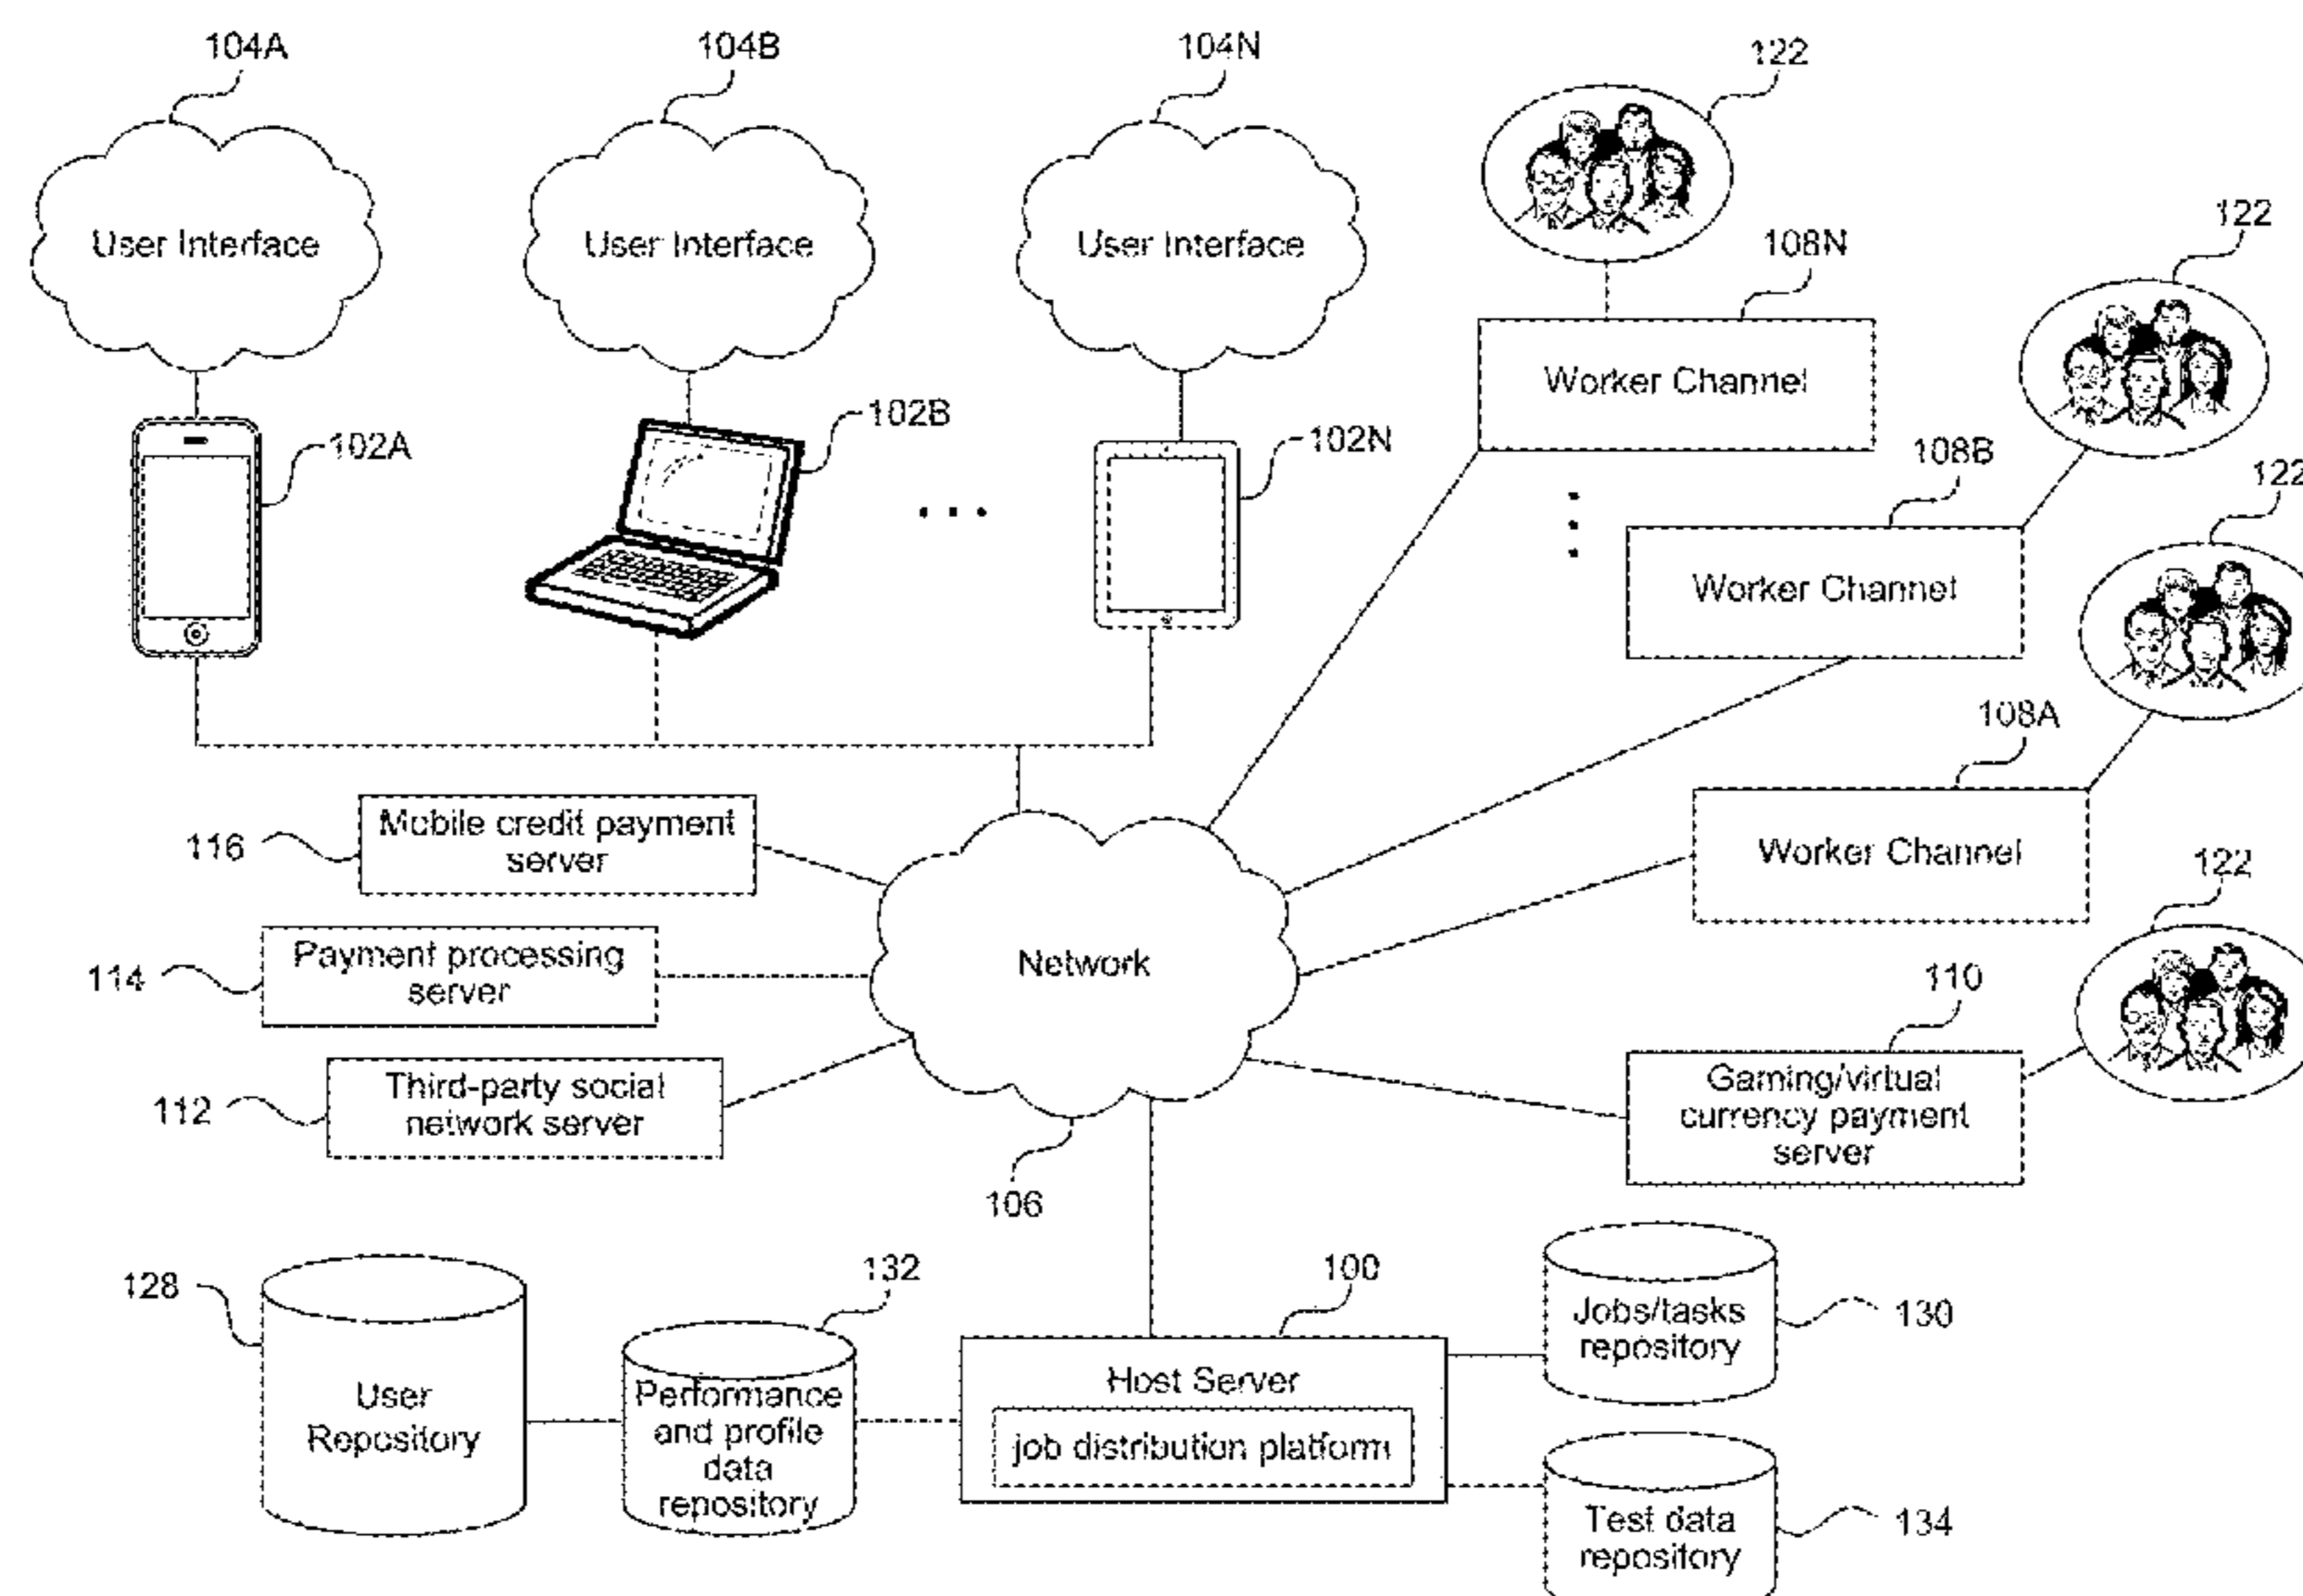 104A
104B
104N
122
User Interface
User Interface
User Interface
122
108N
Worker Channel
102A
102B
102N
108B
122
Worker Channel
108A
Mobile credit payment
server
116
Worker Channel
122
Payment processing
server
114
Network
110
Third-party social
network server
112
Gaming/virtual
currency payment
server
106
128
132
100
Jobs/tasks
repository
130
User
Repository
Performance
and profile
data
repository
Host Server
job distribution platform
Test data
repository
134